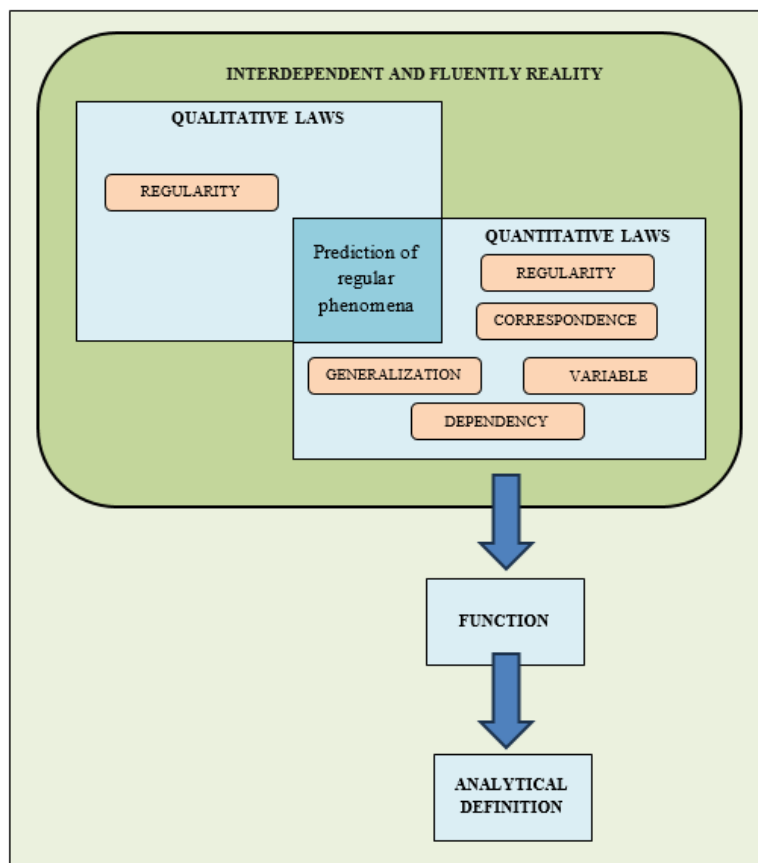 INTERDEPENDENT AND FLUENTLY REALITY
QUALITATIVE LAWS
REGULARITY
Prediction of
regular
phenomena
QUANTITATIVE LAWS
REGULARITY
CORRESPONDENCE
GENERALIZATION
VARIABLE
DEPENDENCY
FUNCTION
ANALYTICAL
DEFINITION